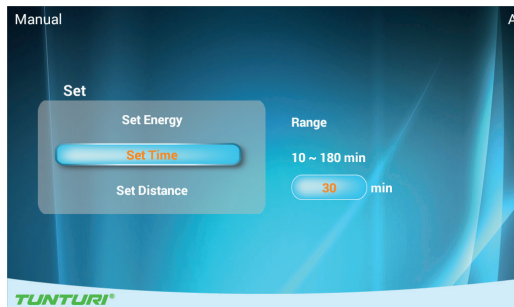 Manual
A
Set
Set Energy
Set Time
Set Distance
Range
10 ~ 180 min
30 min
TUNTURI®